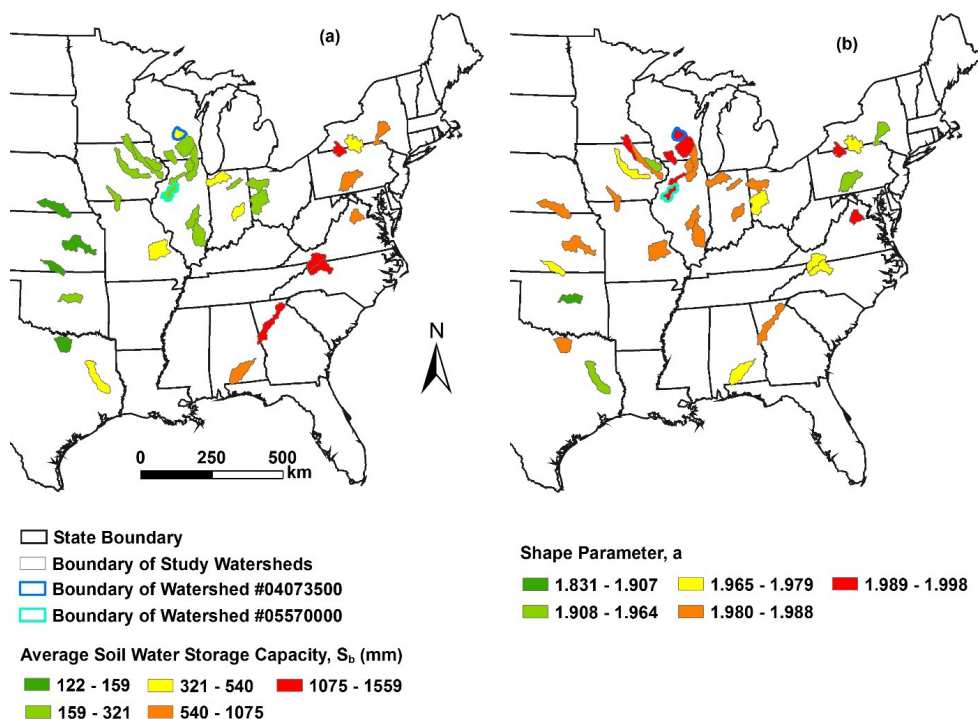 (a)
(b)
N
0 250 500
km
State Boundary
Boundary of Study Watersheds
Boundary of Watershed #04073500
Boundary of Watershed #05570000
Average Soil Water Storage Capacity, Sb (mm)
122 - 159 321 - 540 1075 - 1559
159 - 321 540 - 1075
Shape Parameter, a
1.831 - 1.907 1.965 - 1.979 1.989 - 1.998
1.908 - 1.964 1.980 - 1.988